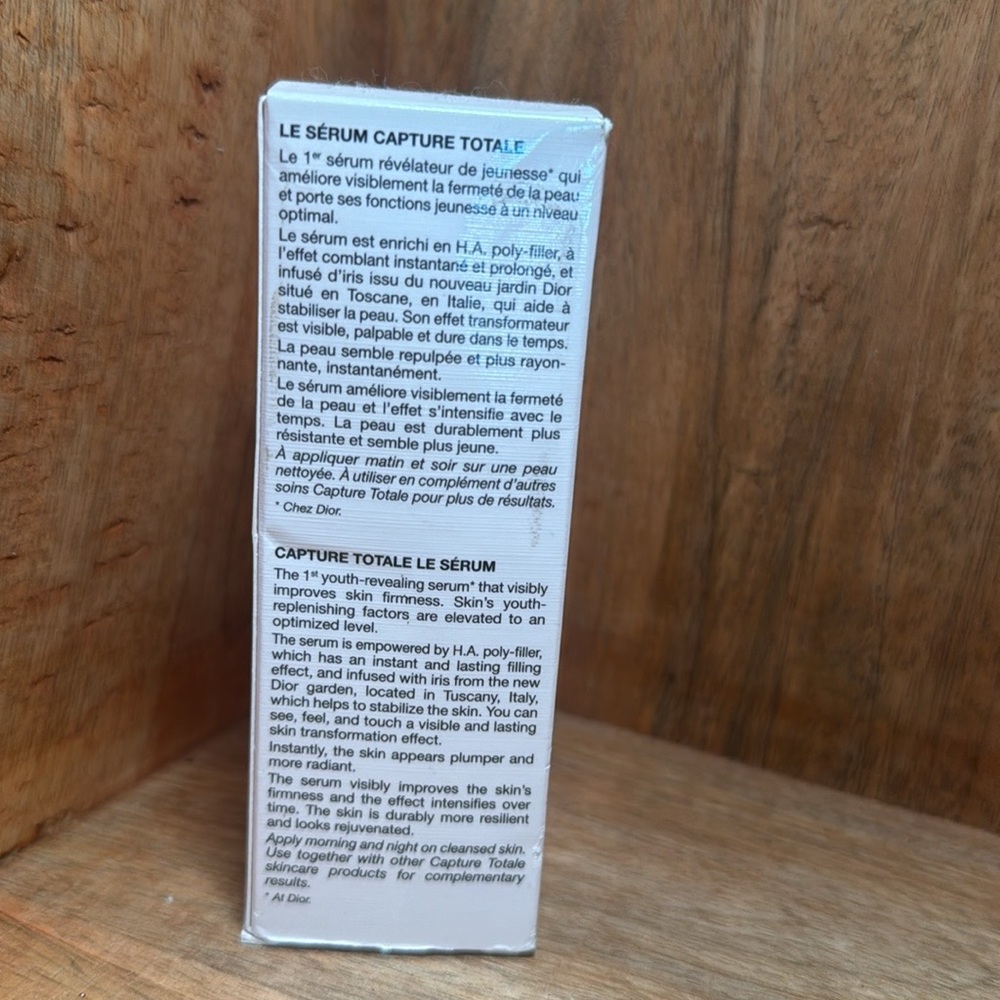 LE SÉRUM CAPTURE TOTALE
Le 1er sérum révélateur de jeunesse* qui
améliore visiblement la fermeté de la peau
et porte ses fonctions jeunesse à un niveau
optimal.
Le sérum est enrichi en H.A. poly-filler, à
l'effet comblant instantané et prolongé, et
infusé d'iris issu du nouveau jardin Dior
situé en Toscane, en Italie, qui aide à
stabiliser la peau. Son effet transformateur
est visible, palpable et dure dans le temps.
La peau semble repulpée et plus rayon-
nante, instantanément.
Le sérum améliore visiblement la fermeté
de la peau et l'effet s'intensifie avec le
temps. La peau est durablement plus
résistante et semble plus jeune.
À appliquer matin et soir sur une peau
nettoyée. À utiliser en complément d'autres
soins Capture Totale pour plus de résultats.
* Chez Dior.
CAPTURE TOTALE LE SÉRUM
The 1st youth-revealing serum* that visibly
improves skin firmness. Skin's youth-
replenishing factors are elevated to an
optimized level.
The serum is empowered by H.A. poly-filler,
which has an instant and lasting filling
effect, and infused with iris from the new
Dior garden, located in Tuscany, Italy,
which helps to stabilize the skin. You can
see, feel, and touch a visible and lasting
skin transformation effect.
Instantly, the skin appears plumper and
more radiant.
The serum visibly improves the skin's
firmness and the effect intensifies over
time. The skin is durably more resilient
and looks rejuvenated.
Apply morning and night on cleansed skin.
Use together with other Capture Totale
skincare products for complementary
results.
* At Dior.